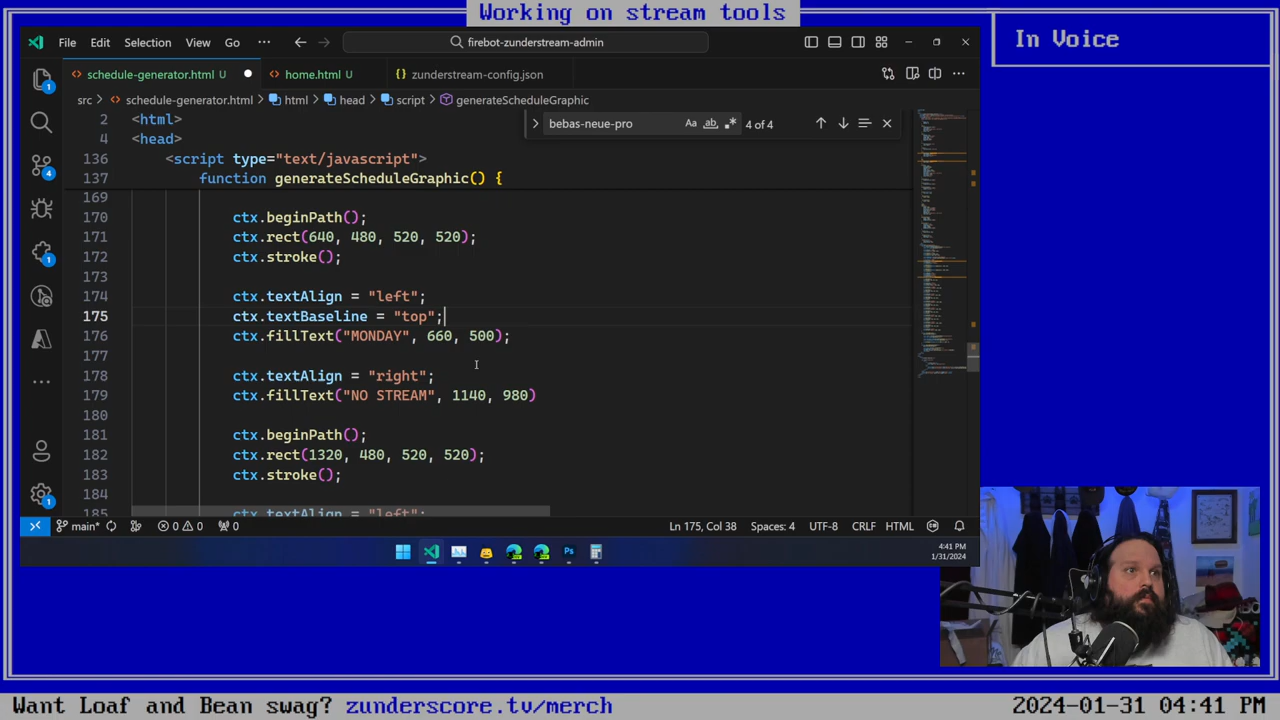 Working on stream tools
In Voice
File Edit Selection View Go ··· firebot-zunderstream-admin
schedule-generator.html U home.html U zunderstream-config.json
src > schedule-generator.html > html > head > script > generateScheduleGraphic
bebas-neue-pro Aa ab .* 4 of 4
2 <html>
4 <head>
136 <script type="text/javascript">
137 function generateScheduleGraphic() {
169
170 ctx.beginPath();
171 ctx.rect(640, 480, 520, 520);
172 ctx.stroke();
173
174 ctx.textAlign = "left";
175 ctx.textBaseline = "top";
176 ctx.fillText("MONDAY", 660, 500);
177
178 ctx.textAlign = "right";
179 ctx.fillText("NO STREAM", 1140, 980)
180
181 ctx.beginPath();
182 ctx.rect(1320, 480, 520, 520);
183 ctx.stroke();
184
185 ctx.textAlign = "left";
main* 0 0 0 Ln 175, Col 38 Spaces: 4 UTF-8 CRLF HTML
4:41 PM
1/31/2024
Want Loaf and Bean swag? zunderscore.tv/merch 2024-01-31 04:41 PM